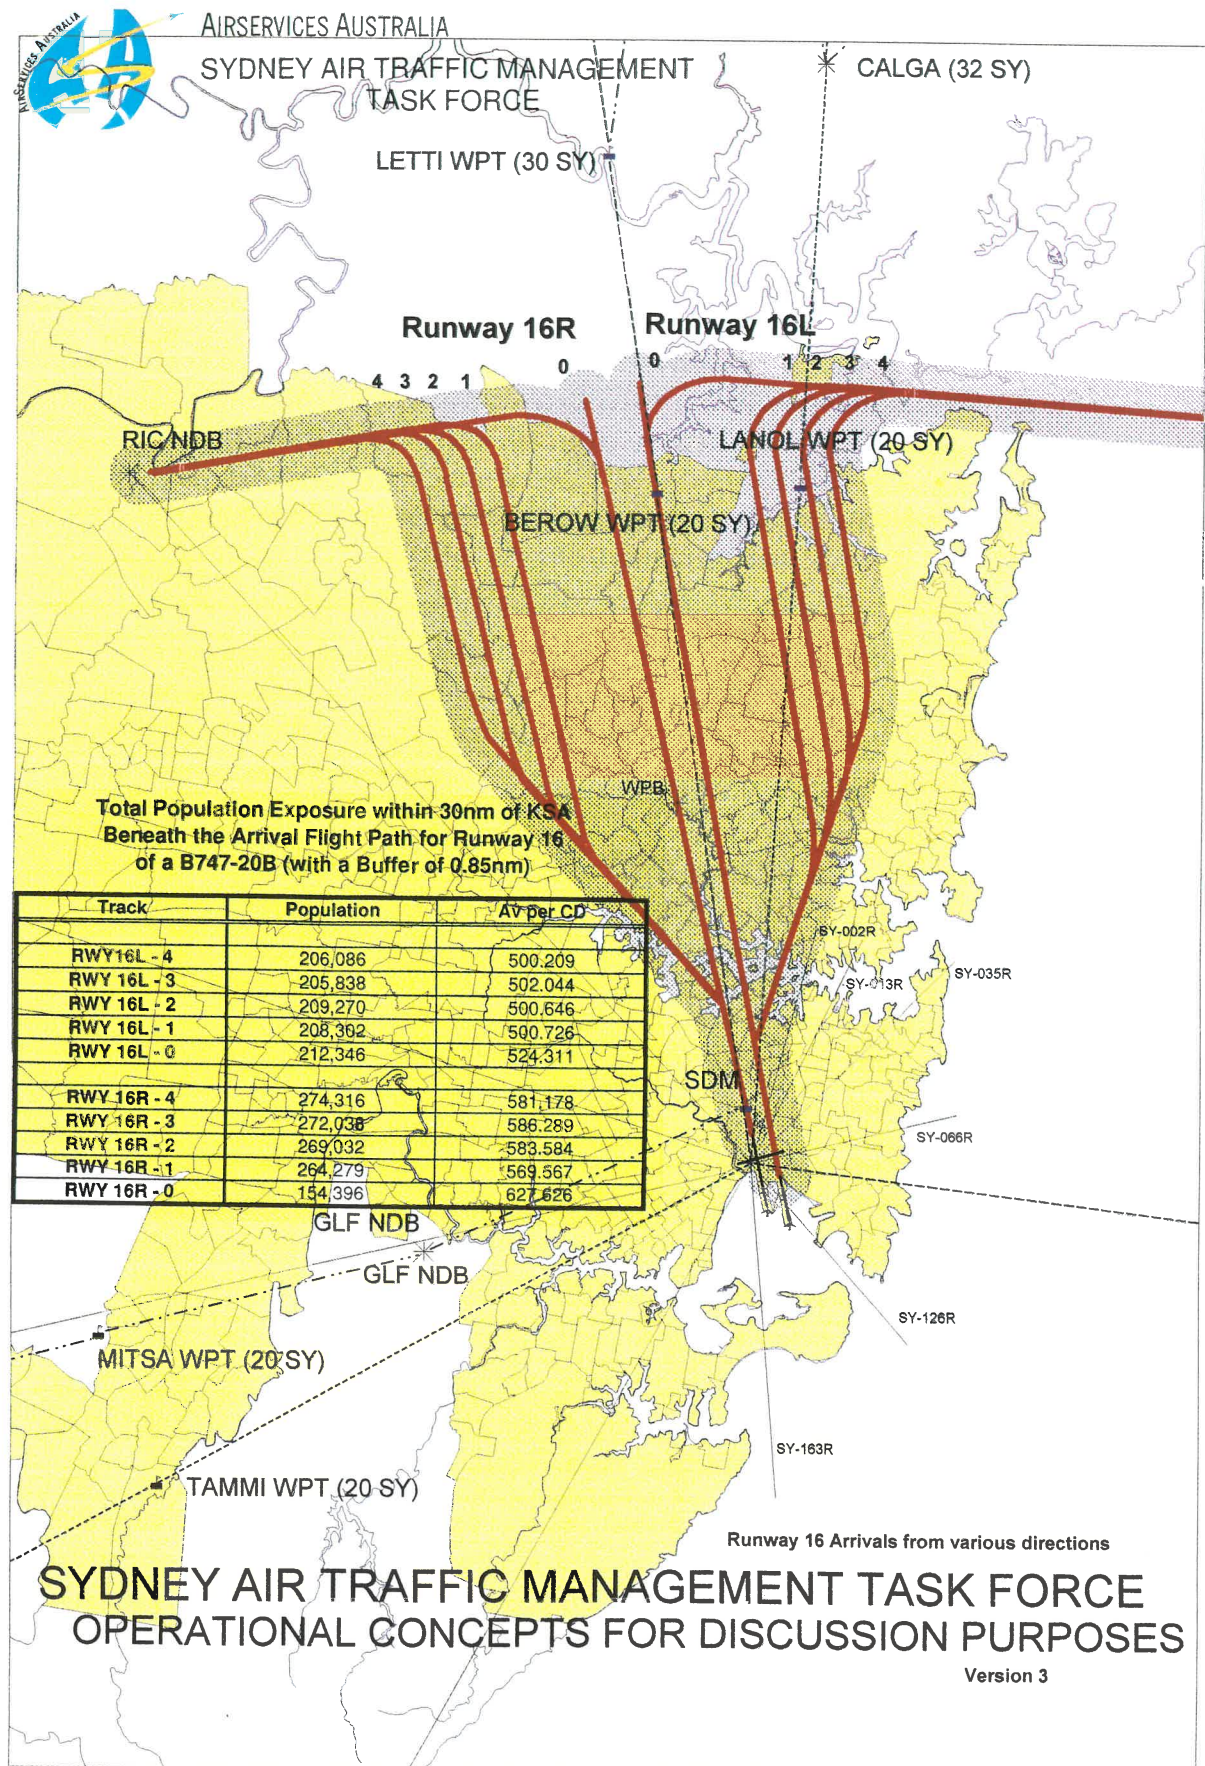 AIRSERVICES AUSTRALIA
AIRSERVICES AUSTRALIA
SYDNEY AIR TRAFFIC MANAGEMENT
TASK FORCE
CALGA (32 SY)
LETTI WPT (30 SY)
Runway 16R
Runway 16L
0
0
1 2 3 4
4 3 2 1
RIC NDB
LANOL WPT (20 SY)
BEROW WPT (20 SY)
WPB
Total Population Exposure within 30nm of KSA
Beneath the Arrival Flight Path for Runway 16
of a B747-20B (with a Buffer of 0.85nm)
Track Population Av per CD
RWY16L - 4 206,086 500.209
RWY 16L - 3 205,838 502.044
RWY 16L - 2 209,270 500.646
RWY 16L - 1 208,302 500.726
RWY 16L - 0 212,346 524.311
RWY 16R - 4 274,316 581.178
RWY 16R - 3 272,038 586.289
RWY 16R - 2 269,032 583.584
RWY 16R - 1 264,279 569.567
RWY 16R - 0 154,396 627.626
SY-002R
SY-013R
SY-035R
SDM
SY-066R
GLF NDB
GLF NDB
SY-126R
MITSA WPT (20 SY)
SY-163R
TAMMI WPT (20 SY)
Runway 16 Arrivals from various directions
SYDNEY AIR TRAFFIC MANAGEMENT TASK FORCE
OPERATIONAL CONCEPTS FOR DISCUSSION PURPOSES
Version 3